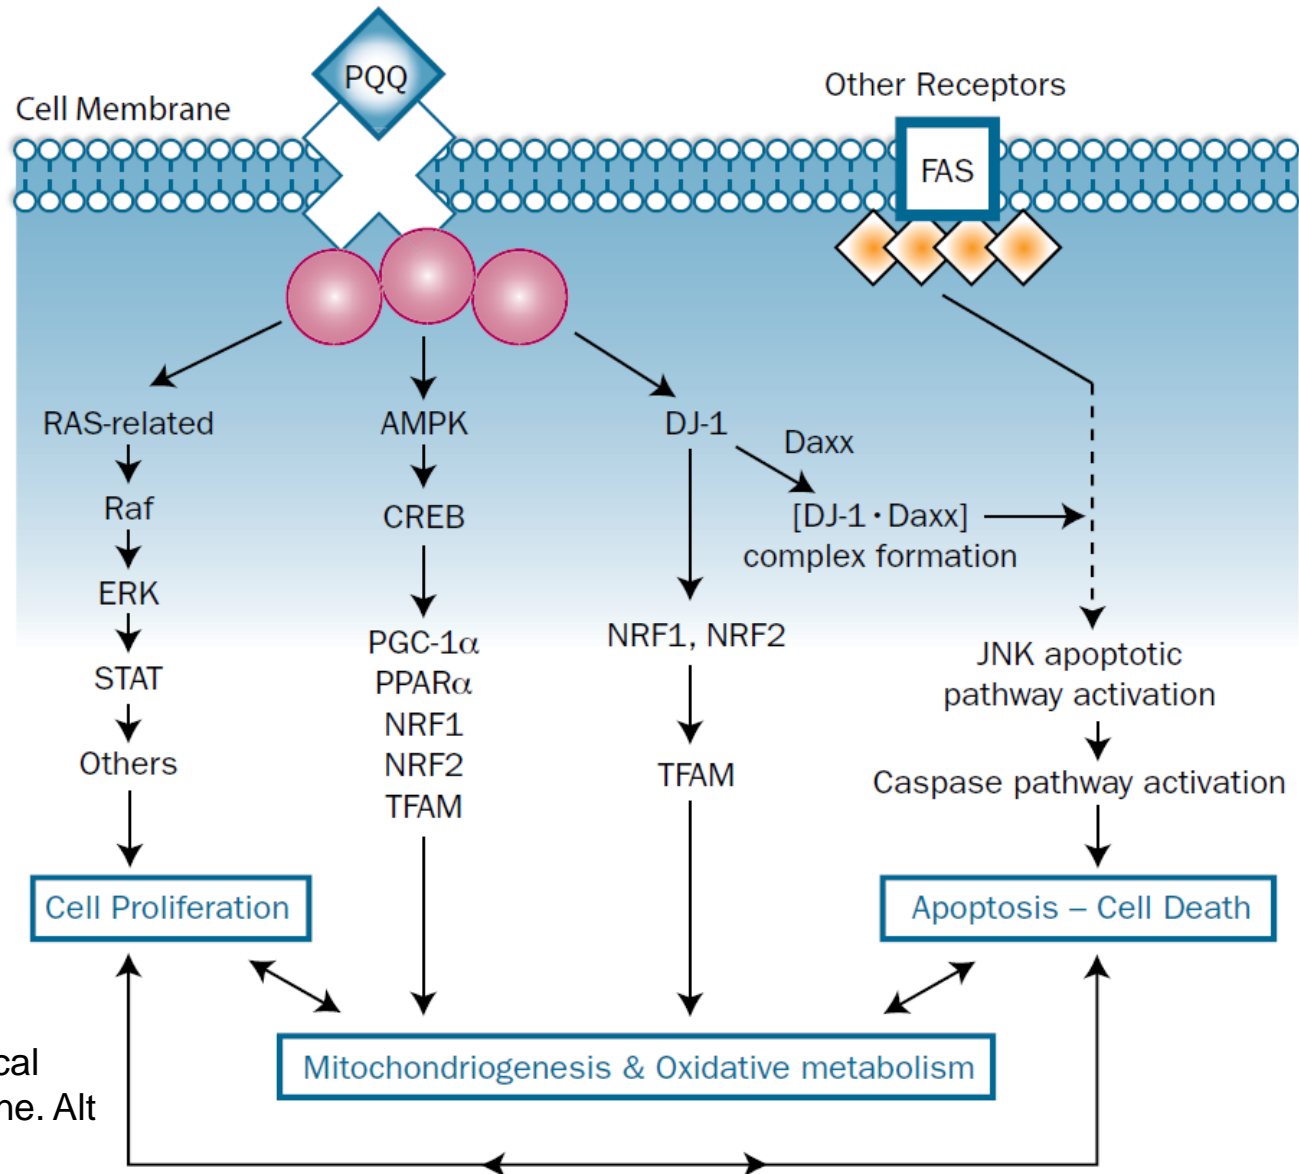 PQQ
Cell Membrane
Other Receptors
FAS
RAS-related
Raf
ERK
STAT
Others
Cell Proliferation
AMPK
CREB
PGC-1α
PPARα
NRF1
NRF2
TFAM
DJ-1
Daxx
[DJ-1·Daxx]
complex formation
NRF1, NRF2
TFAM
JNK apoptotic
pathway activation
Caspase pathway activation
Apoptosis – Cell Death
Mitochondriogenesis & Oxidative metabolism
Alt